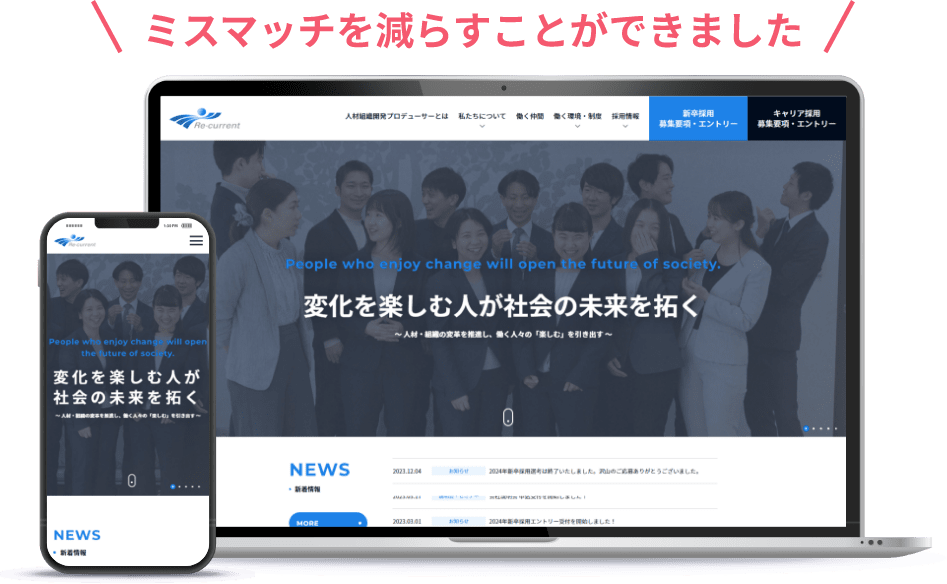 ミスマッチを減らすことができました
Re-current
人材組織開発プロデューサーとは
私たちについて
働く仲間
働く環境・制度
採用情報
新卒採用
募集要項・エントリー
キャリア採用
募集要項・エントリー
People who enjoy change will open the future of society.
変化を楽しむ人が社会の未来を拓く
〜 人材・組織の変革を推進し、働く人々の「楽しむ」を引き出す 〜
NEWS
新着情報
MORE
2023.12.04 お知らせ 2024年新卒採用選考は終了いたしました。沢山のご応募ありがとうございました。
2023.03.01 お知らせ 2024年新卒採用エントリー受付を開始しました！
1:23 PM
Re-current
People who enjoy change will open
the future of society.
変化を楽しむ人が
社会の未来を拓く
〜 人材・組織の変革を推進し、働く人々の「楽しむ」を引き出す 〜
NEWS
新着情報